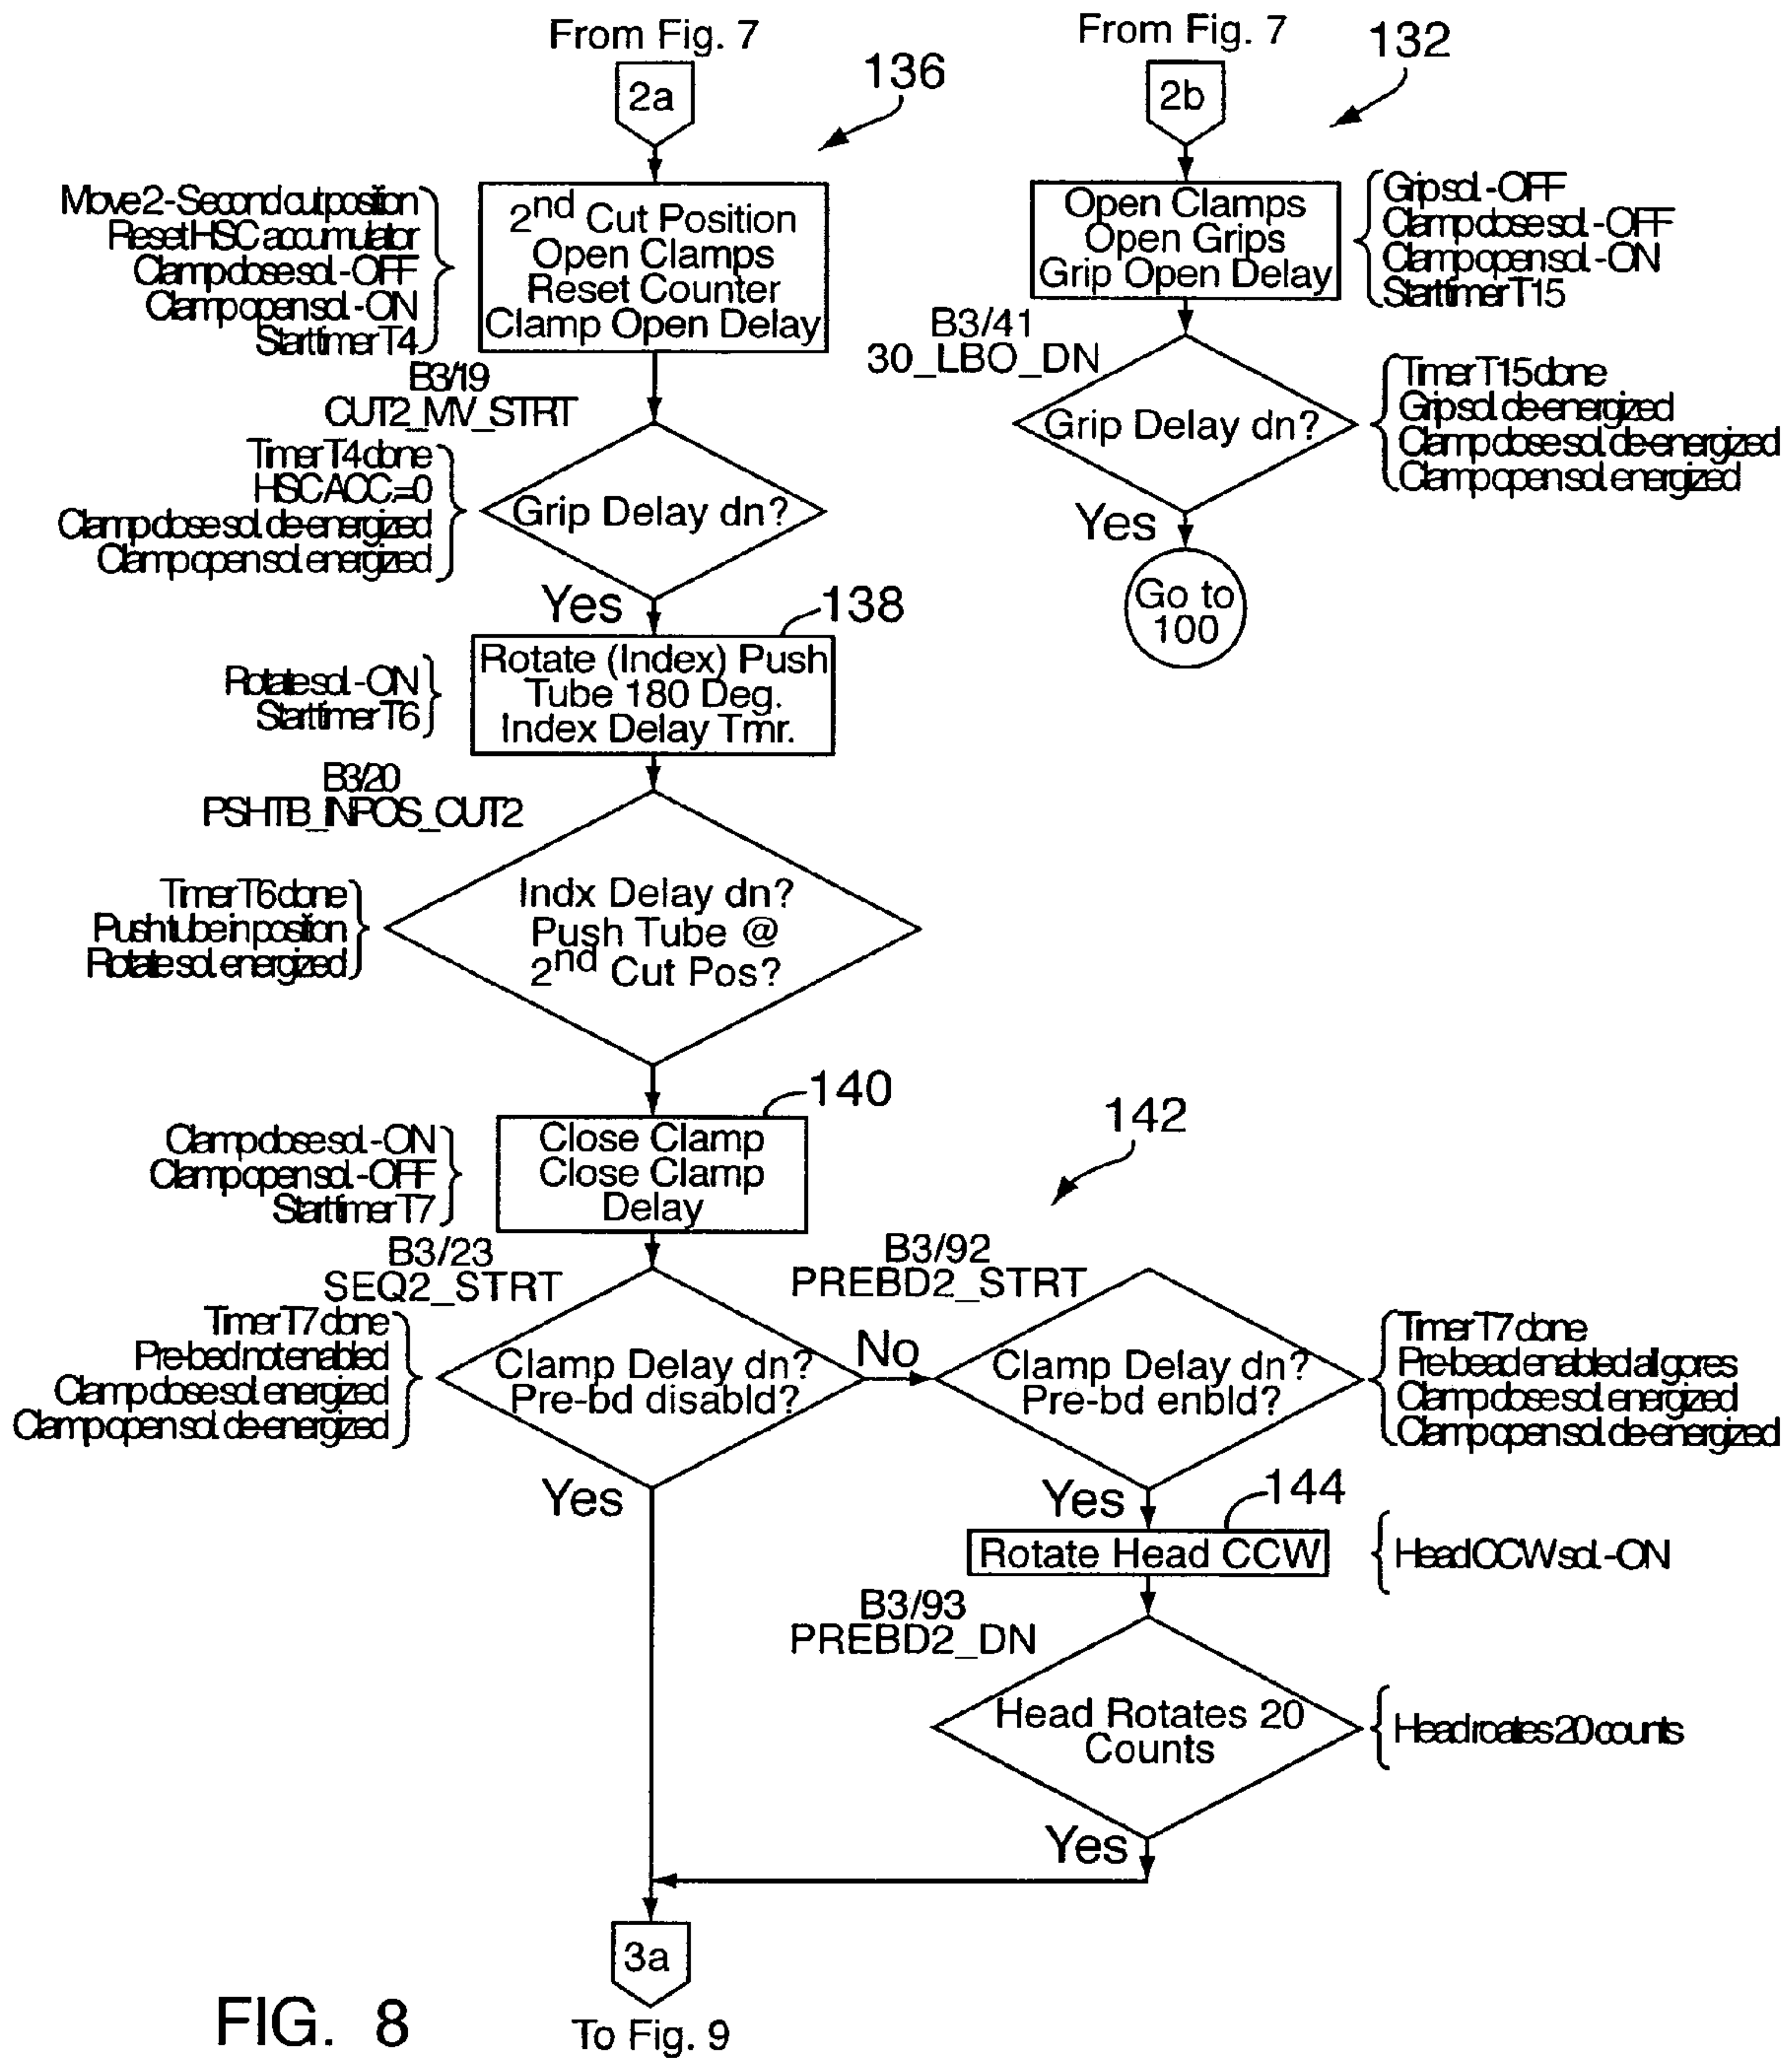 From Fig. 7
2a
136
Move 2 - Second cut position
Reset HSC accumulator
Clamp close sol. - OFF
Clamp open sol. - ON
Start timer T4
2nd Cut Position
Open Clamps
Reset Counter
Clamp Open Delay
B3/19
CUT2_MV_STRT
Timer T4 done
HSC ACC.=0
Clamp close sol. de-energized
Clamp open sol. energized
Grip Delay dn?
Yes
138
Rotate sol. - ON
Start timer T6
Rotate (Index) Push
Tube 180 Deg.
Index Delay Tmr.
B3/20
PSHTB_INPOS_CUT2
Timer T6 done
Push tube in position
Rotate sol. energized
Indx Delay dn?
Push Tube @
2nd Cut Pos?
140
Clamp close sol. - ON
Clamp open sol. - OFF
Start timer T7
Close Clamp
Close Clamp
Delay
B3/23
SEQ2_STRT
Timer T7 done
Pre-bed not enabled
Clamp close sol. energized
Clamp open sol. de-energized
Clamp Delay dn?
Pre-bd disabld?
No
Yes
From Fig. 7
2b
132
Open Clamps
Open Grips
Grip Open Delay
Grip sol. - OFF
Clamp close sol. - OFF
Clamp open sol. - ON
Start timer T15
B3/41
30_LBO_DN
Grip Delay dn?
Timer T15 done
Grip sol. de-energized
Clamp close sol. de-energized
Clamp open sol. energized
Yes
Go to
100
142
B3/92
PREBD2_STRT
Clamp Delay dn?
Pre-bd enbld?
Timer T7 done
Pre-bead enabled all gores
Clamp close sol. energized
Clamp open sol. de-energized
Yes
144
Rotate Head CCW
Head CCW sol. - ON
B3/93
PREBD2_DN
Head Rotates 20
Counts
Head roates 20 counts
Yes
3a
To Fig. 9
FIG. 8